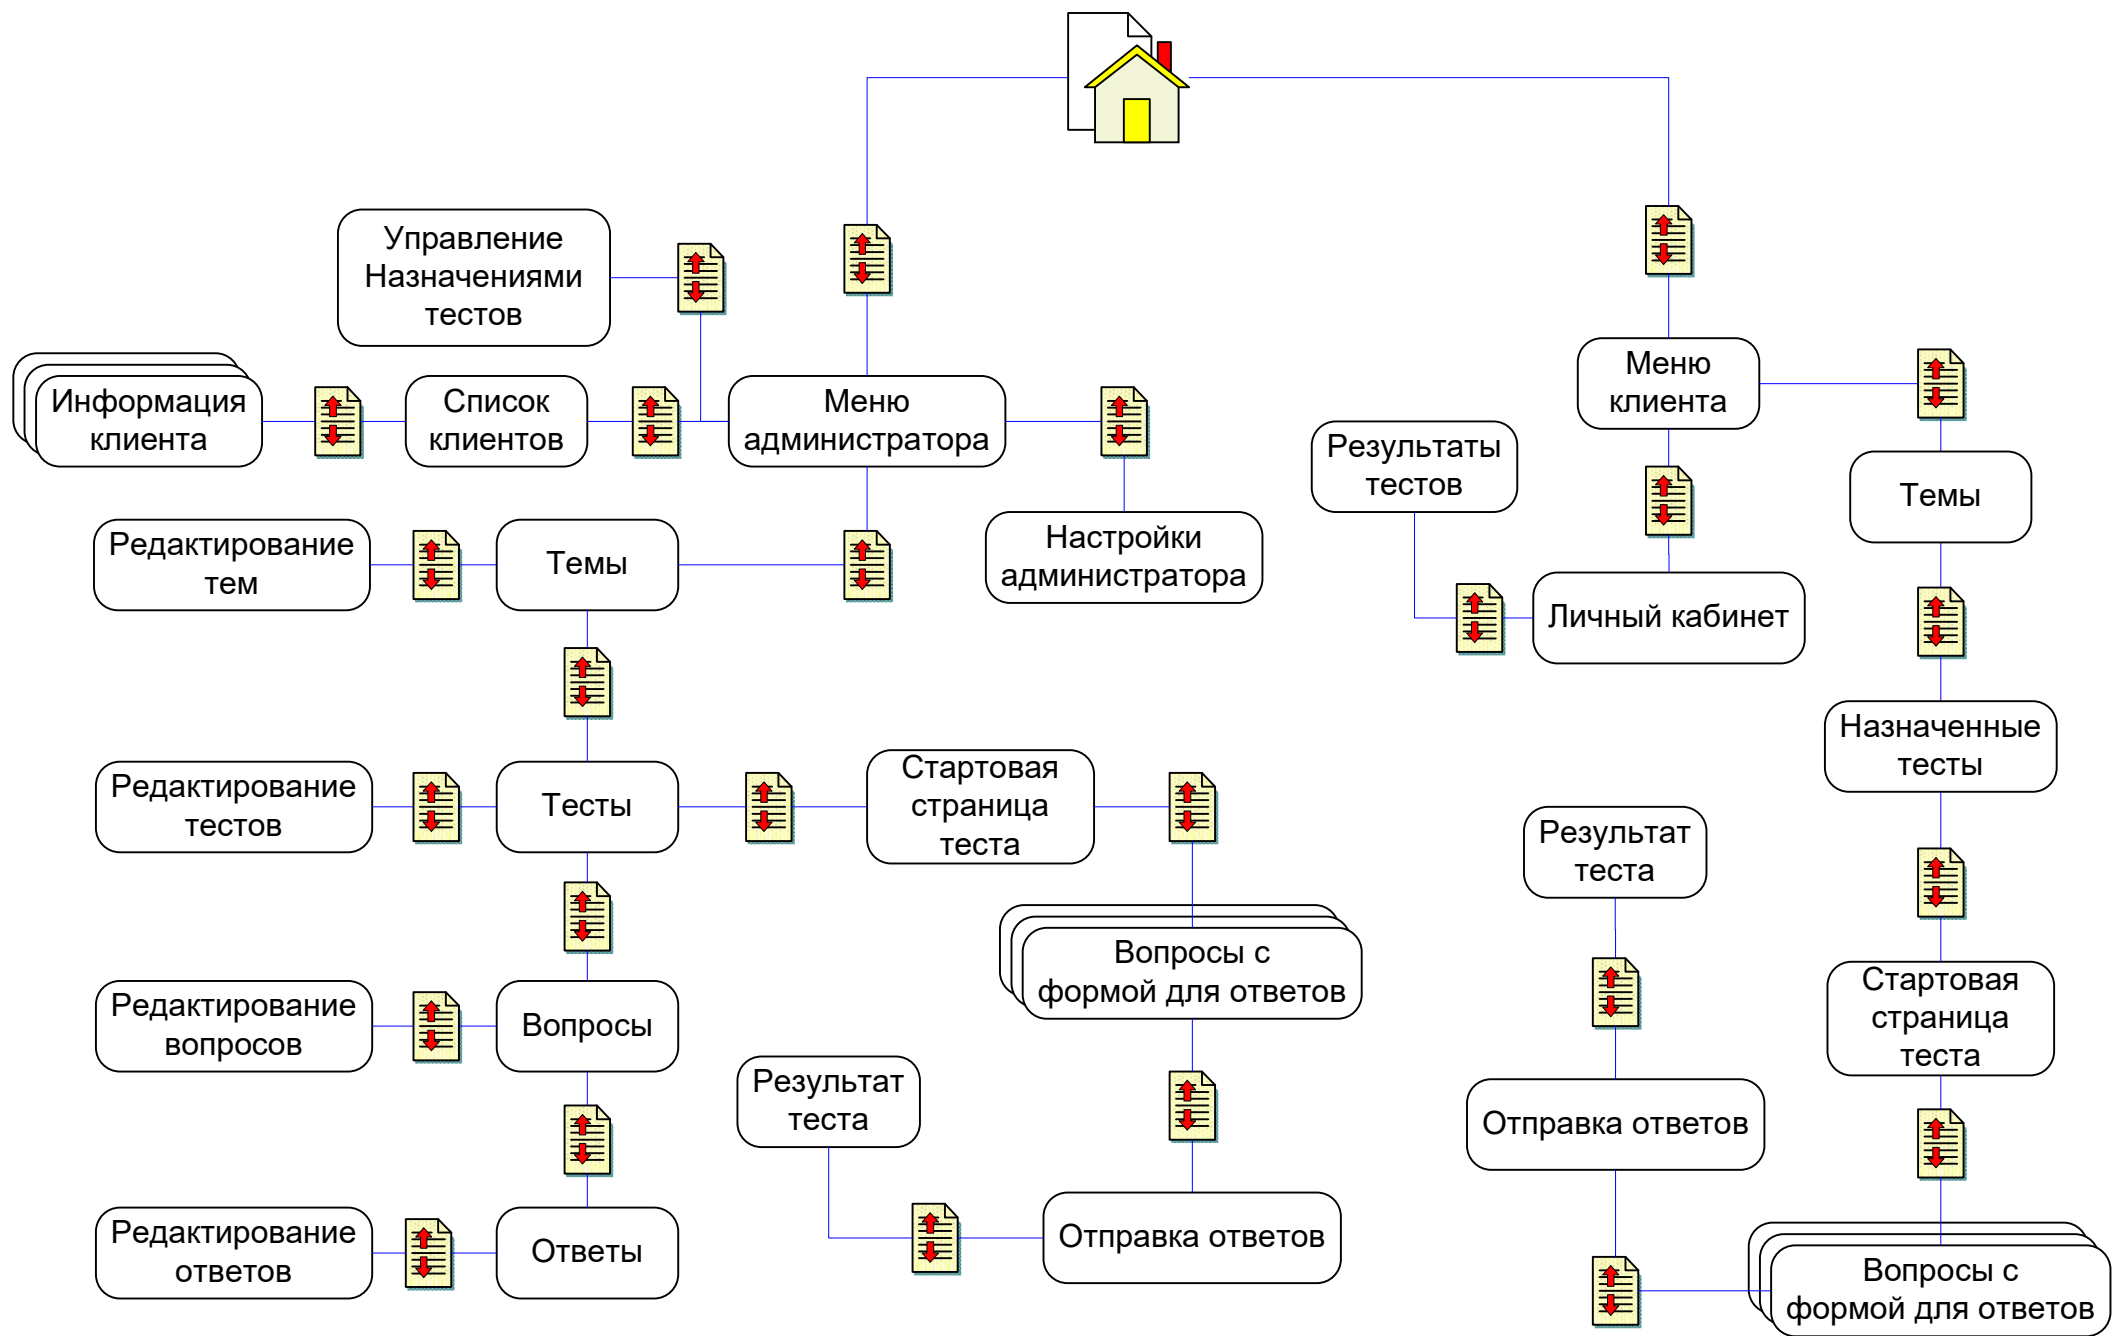 Управление
Назначениями
тестов
Информация
клиента
Список
клиентов
Меню
администратора
Меню
клиента
Результаты
тестов
Темы
Редактирование
тем
Темы
Настройки
администратора
Личный кабинет
Назначенные
тесты
Редактирование
тестов
Тесты
Стартовая
страница
теста
Результат
теста
Вопросы с
формой для ответов
Стартовая
страница
теста
Редактирование
вопросов
Вопросы
Результат
теста
Отправка ответов
Редактирование
ответов
Ответы
Отправка ответов
Вопросы с
формой для ответов